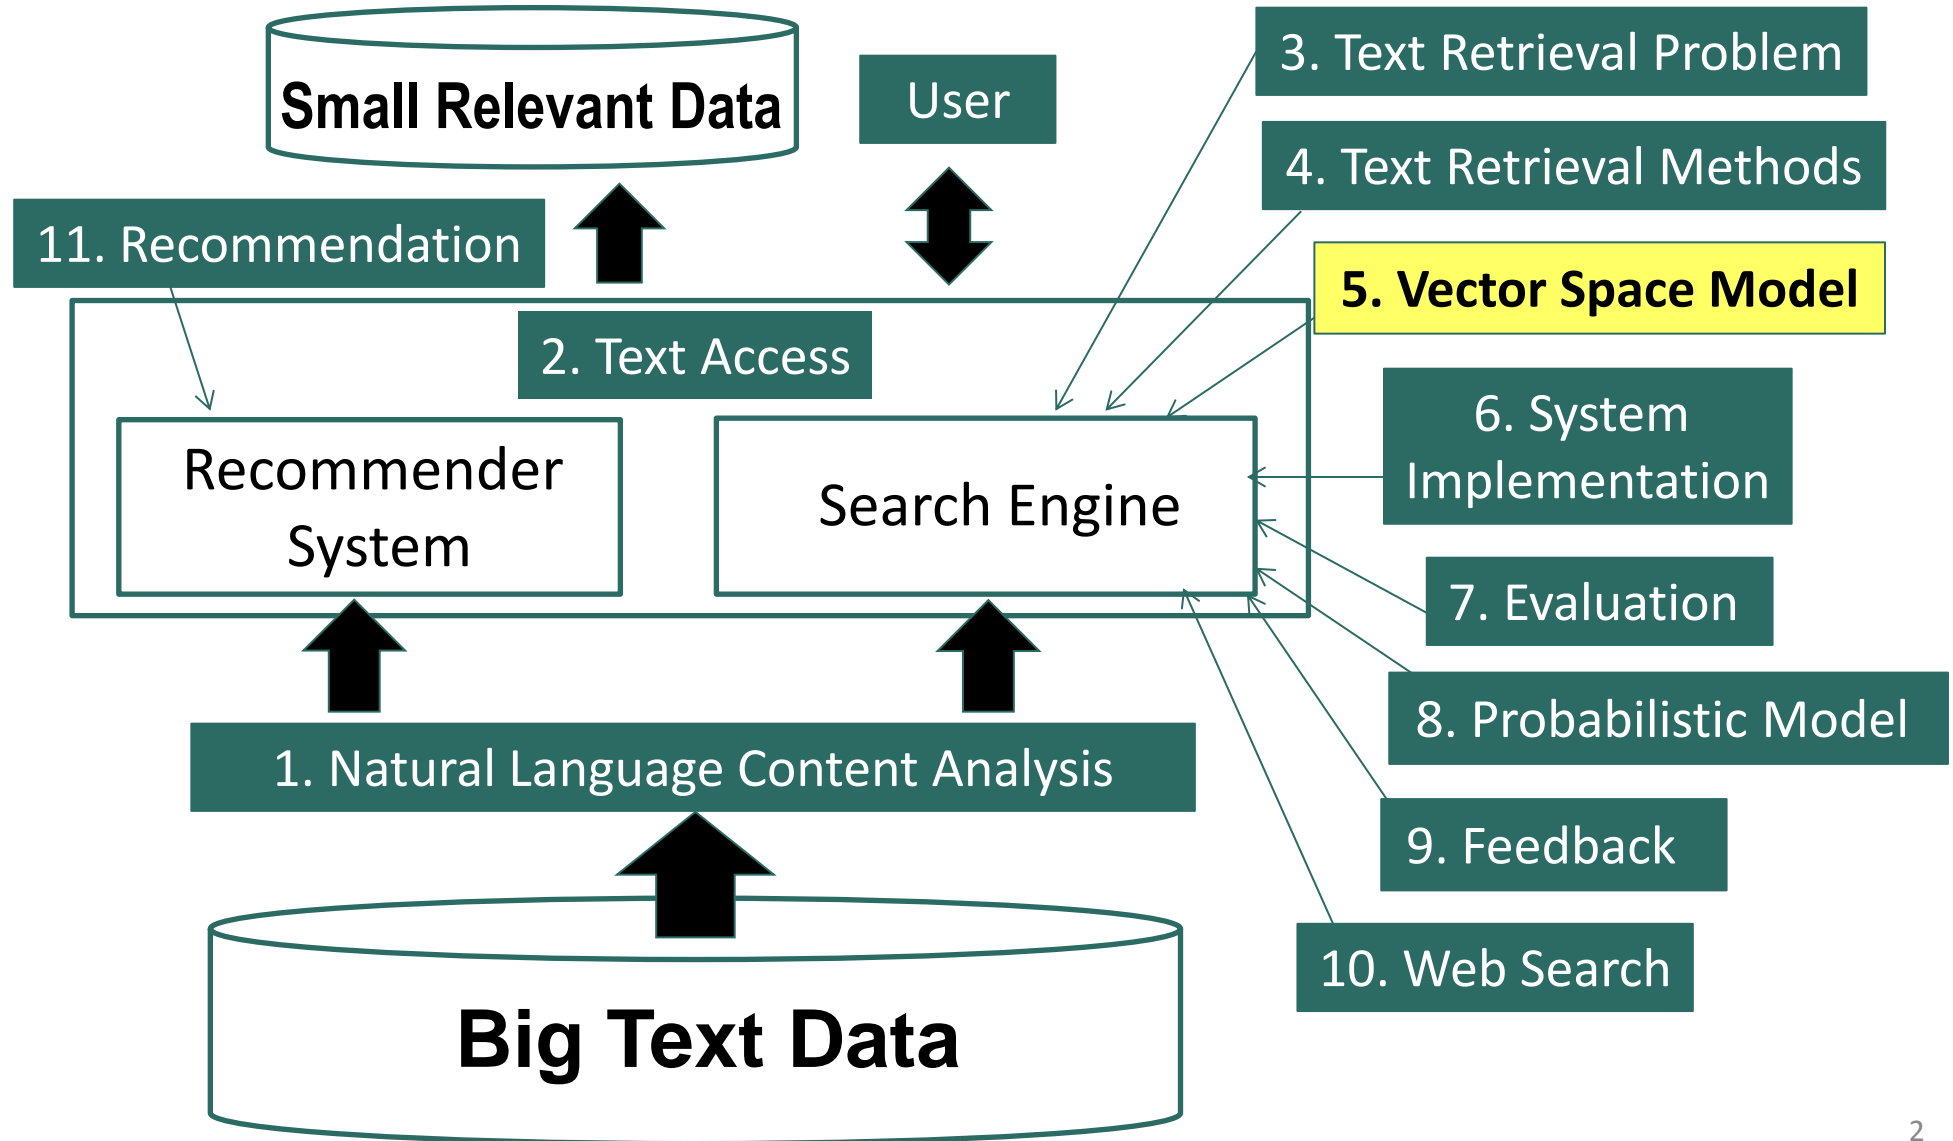 Small Relevant Data
User
3. Text Retrieval Problem
4. Text Retrieval Methods
11. Recommendation
5. Vector Space Model
2. Text Access
6. System
Implementation
Recommender
System
Search Engine
7. Evaluation
8. Probabilistic Model
1. Natural Language Content Analysis
9. Feedback
10. Web Search
Big Text Data
2